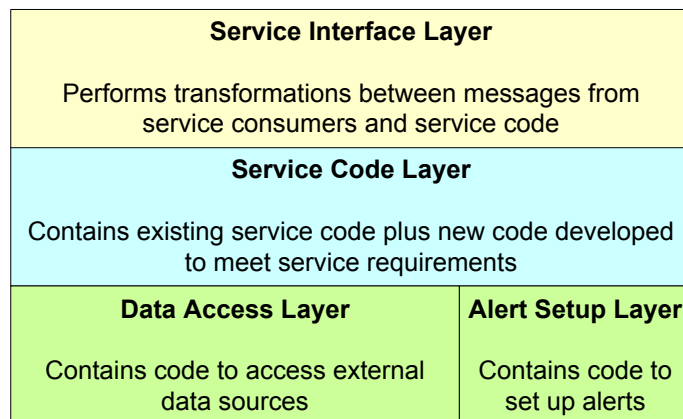 Service Interface Layer
Performs transformations between messages from
service consumers and service code
Service Code Layer
Contains existing service code plus new code developed
to meet service requirements
Data Access Layer
Contains code to access external
data sources
Alert Setup Layer
Contains code to
set up alerts